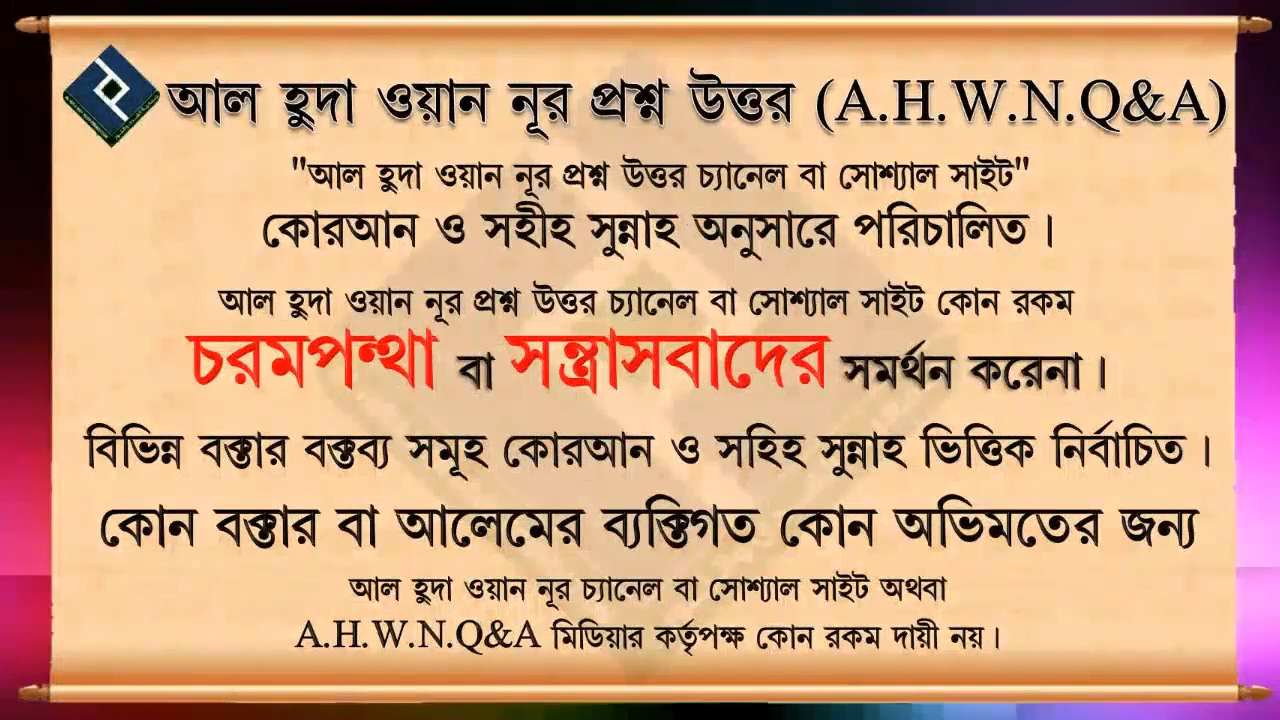 আল হুদা ওয়ান নূর প্রশ্ন উত্তর (A.H.W.N.Q&A)
"আল হুদা ওয়ান নূর প্রশ্ন উত্তর চ্যানেল বা সোশ্যাল সাইট"
কোরআন ও সহীহ সুন্নাহ অনুসারে পরিচালিত।
আল হুদা ওয়ান নূর প্রশ্ন উত্তর চ্যানেল বা সোশ্যাল সাইট কোন রকম
চরমপন্থা বা সন্ত্রাসবাদের সমর্থন করেনা।
বিভিন্ন বক্তার বক্তব্য সমূহ কোরআন ও সহিহ সুন্নাহ ভিত্তিক নির্বাচিত।
কোন বক্তার বা আলেমের ব্যক্তিগত কোন অভিমতের জন্য
আল হুদা ওয়ান নূর চ্যানেল বা সোশ্যাল সাইট অথবা
A.H.W.N.Q&A মিডিয়ার কর্তৃপক্ষ কোন রকম দায়ী নয়।